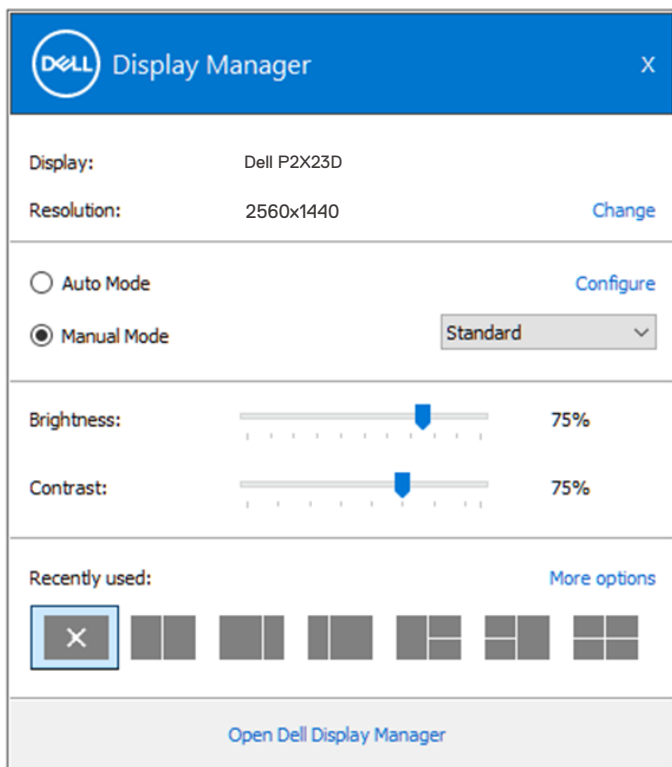 DELL Display Manager X
Display: Dell P2X23D
Resolution: 2560x1440 Change
Auto Mode Configure
Manual Mode Standard
Brightness: 75%
Contrast: 75%
Recently used: More options
Open Dell Display Manager